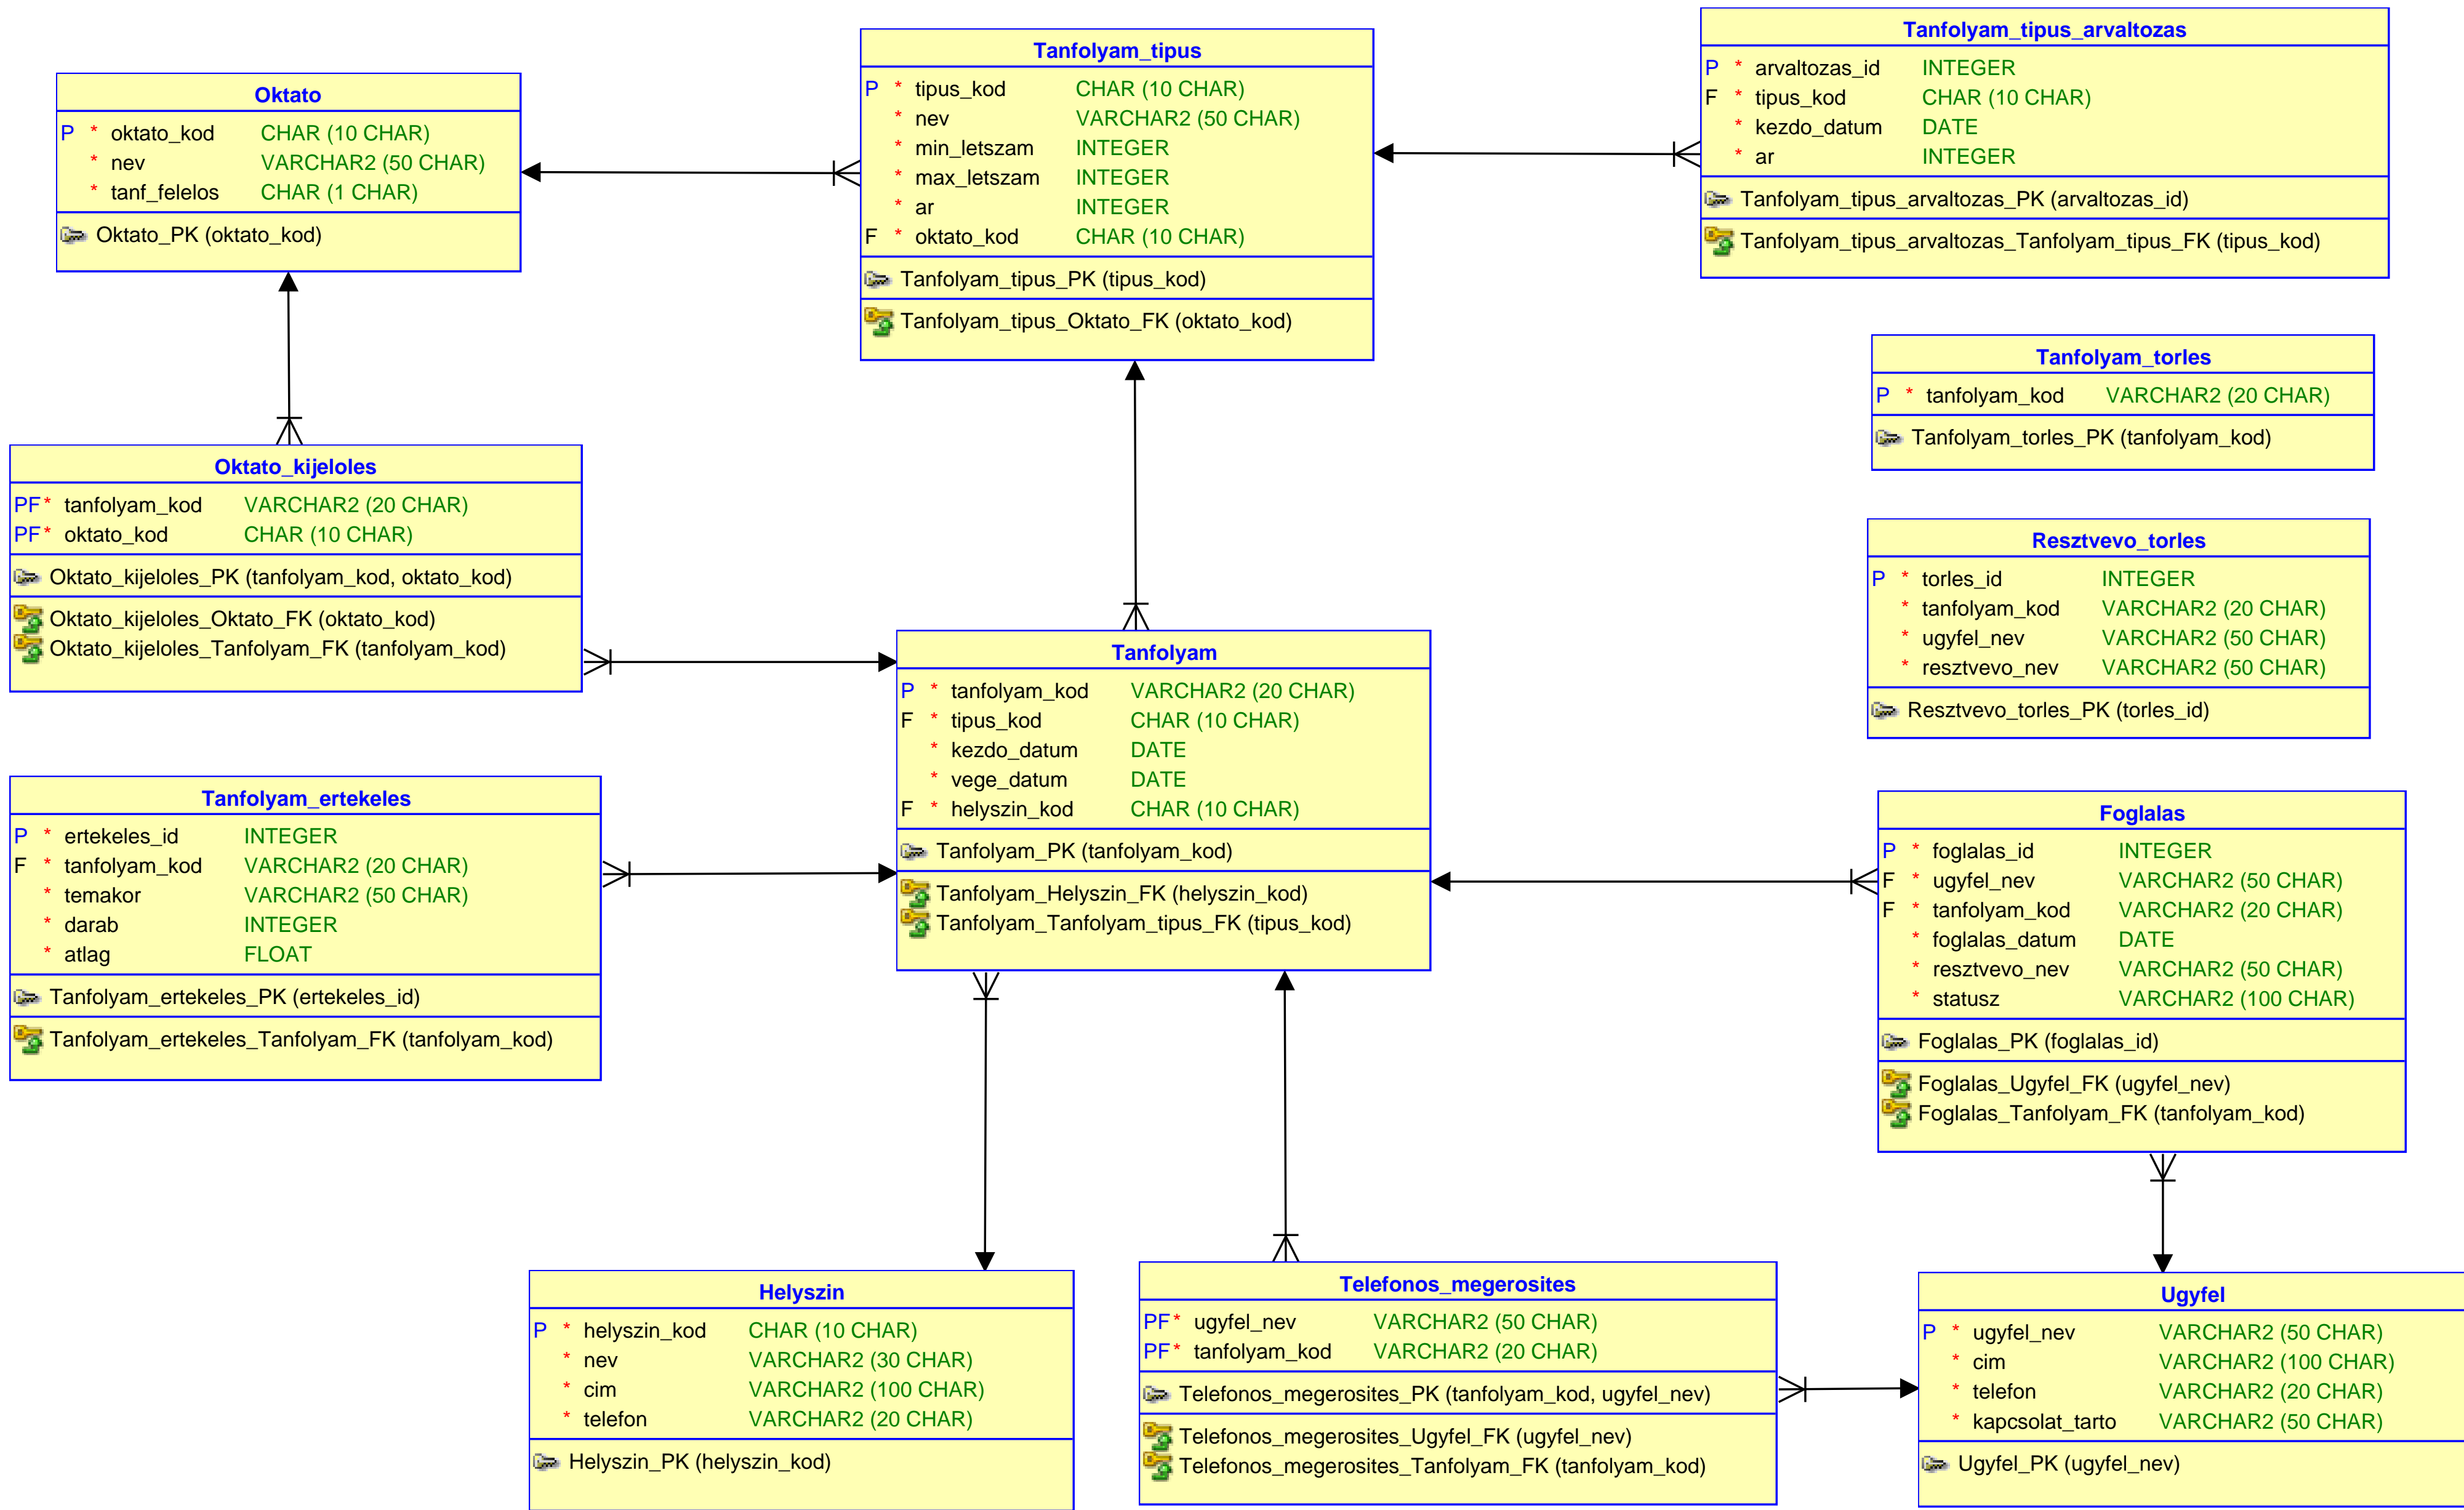 Oktato
P * oktato_kod CHAR (10 CHAR)
* nev VARCHAR2 (50 CHAR)
* tanf_felelos CHAR (1 CHAR)
Oktato_PK (oktato_kod)
Tanfolyam_tipus
P * tipus_kod CHAR (10 CHAR)
* nev VARCHAR2 (50 CHAR)
* min_letszam INTEGER
* max_letszam INTEGER
* ar INTEGER
F * oktato_kod CHAR (10 CHAR)
Tanfolyam_tipus_PK (tipus_kod)
Tanfolyam_tipus_Oktato_FK (oktato_kod)
Tanfolyam_tipus_arvaltozas
P * arvaltozas_id INTEGER
F * tipus_kod CHAR (10 CHAR)
* kezdo_datum DATE
* ar INTEGER
Tanfolyam_tipus_arvaltozas_PK (arvaltozas_id)
Tanfolyam_tipus_arvaltozas_Tanfolyam_tipus_FK (tipus_kod)
Tanfolyam_torles
P * tanfolyam_kod VARCHAR2 (20 CHAR)
Tanfolyam_torles_PK (tanfolyam_kod)
Oktato_kijeloles
PF* tanfolyam_kod VARCHAR2 (20 CHAR)
PF* oktato_kod CHAR (10 CHAR)
Oktato_kijeloles_PK (tanfolyam_kod, oktato_kod)
Oktato_kijeloles_Oktato_FK (oktato_kod)
Oktato_kijeloles_Tanfolyam_FK (tanfolyam_kod)
Resztvevo_torles
P * torles_id INTEGER
* tanfolyam_kod VARCHAR2 (20 CHAR)
* ugyfel_nev VARCHAR2 (50 CHAR)
* resztvevo_nev VARCHAR2 (50 CHAR)
Resztvevo_torles_PK (torles_id)
Tanfolyam
P * tanfolyam_kod VARCHAR2 (20 CHAR)
F * tipus_kod CHAR (10 CHAR)
* kezdo_datum DATE
* vege_datum DATE
F * helyszin_kod CHAR (10 CHAR)
Tanfolyam_PK (tanfolyam_kod)
Tanfolyam_Helyszin_FK (helyszin_kod)
Tanfolyam_Tanfolyam_tipus_FK (tipus_kod)
Tanfolyam_ertekeles
P * ertekeles_id INTEGER
F * tanfolyam_kod VARCHAR2 (20 CHAR)
* temakor VARCHAR2 (50 CHAR)
* darab INTEGER
* atlag FLOAT
Tanfolyam_ertekeles_PK (ertekeles_id)
Tanfolyam_ertekeles_Tanfolyam_FK (tanfolyam_kod)
Foglalas
P * foglalas_id INTEGER
F * ugyfel_nev VARCHAR2 (50 CHAR)
F * tanfolyam_kod VARCHAR2 (20 CHAR)
* foglalas_datum DATE
* resztvevo_nev VARCHAR2 (50 CHAR)
* statusz VARCHAR2 (100 CHAR)
Foglalas_PK (foglalas_id)
Foglalas_Ugyfel_FK (ugyfel_nev)
Foglalas_Tanfolyam_FK (tanfolyam_kod)
Helyszin
P * helyszin_kod CHAR (10 CHAR)
* nev VARCHAR2 (30 CHAR)
* cim VARCHAR2 (100 CHAR)
* telefon VARCHAR2 (20 CHAR)
Helyszin_PK (helyszin_kod)
Telefonos_megerosites
PF* ugyfel_nev VARCHAR2 (50 CHAR)
PF* tanfolyam_kod VARCHAR2 (20 CHAR)
Telefonos_megerosites_PK (tanfolyam_kod, ugyfel_nev)
Telefonos_megerosites_Ugyfel_FK (ugyfel_nev)
Telefonos_megerosites_Tanfolyam_FK (tanfolyam_kod)
Ugyfel
P * ugyfel_nev VARCHAR2 (50 CHAR)
* cim VARCHAR2 (100 CHAR)
* telefon VARCHAR2 (20 CHAR)
* kapcsolat_tarto VARCHAR2 (50 CHAR)
Ugyfel_PK (ugyfel_nev)